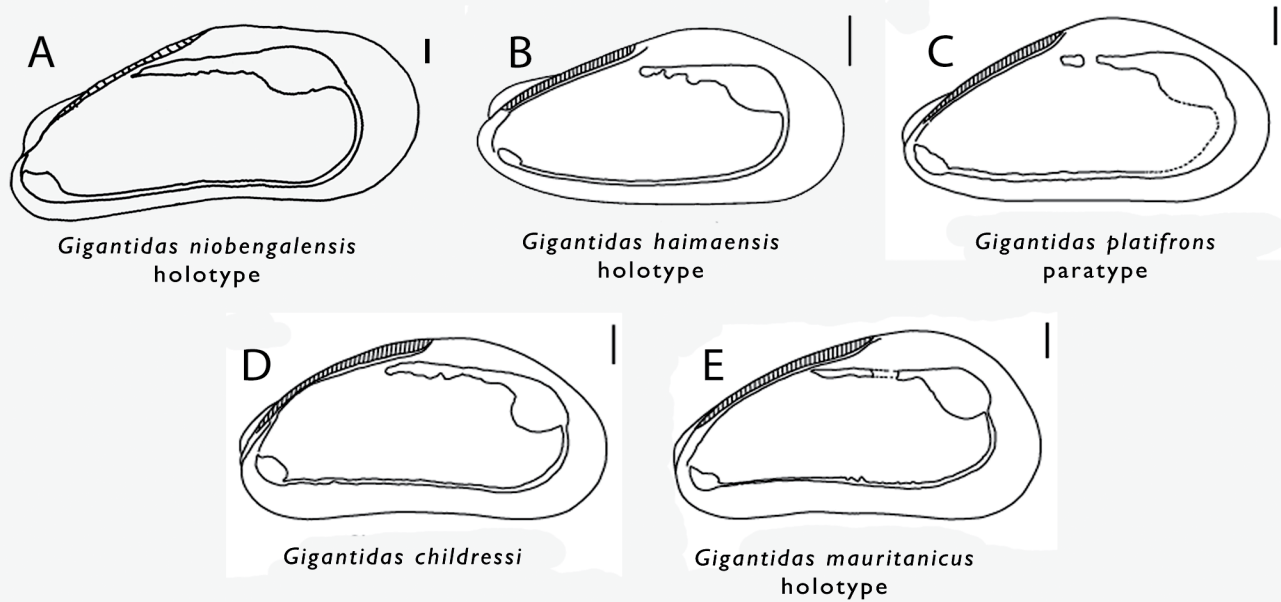 A
Gigantidas niobengalensis
holotype
B
Gigantidas haimaensis
holotype
C
Gigantidas platifrons
paratype
D
Gigantidas childressi
E
Gigantidas mauritanicus
holotype